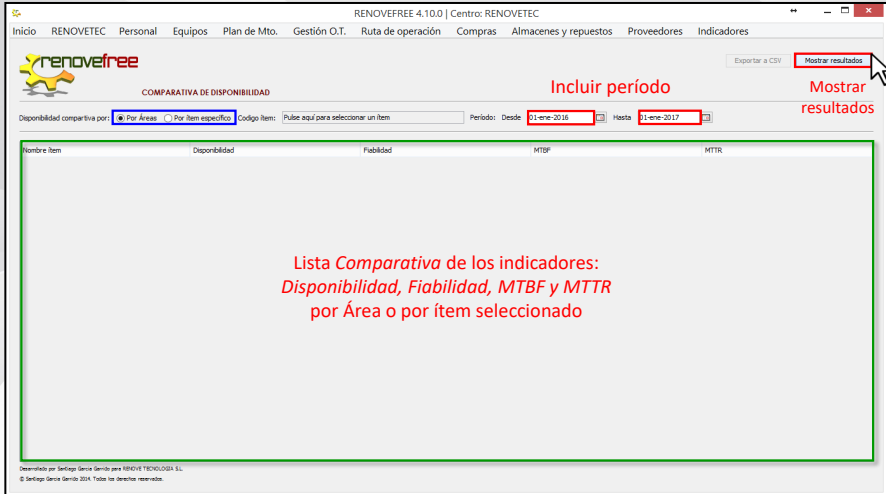 RENOVEFREE 4.10.0 | Centro: RENOVETEC
Inicio RENOVETEC Personal Equipos Plan de Mto. Gestión O.T. Ruta de operación Compras Almacenes y repuestos Proveedores Indicadores
renovefree
Exportar a CSV Mostrar resultados
COMPARATIVA DE DISPONIBILIDAD
Incluir período
Mostrar
resultados
Disponibilidad compartiva por: Por Áreas Por ítem específico Codigo ítem: Pulse aquí para seleccionar un ítem Período: Desde 01-ene-2016 Hasta 01-ene-2017
Nombre ítem Disponibilidad Fiabilidad MTBF MTTR
Lista Comparativa de los indicadores:
Disponibilidad, Fiabilidad, MTBF y MTTR
por Área o por ítem seleccionado
Desarrollado por Santiago Garcia Garrido para RENOVE TECNOLOGIA S.L.
© Santiago Garcia Garrido 2014. Todos los derechos reservados.